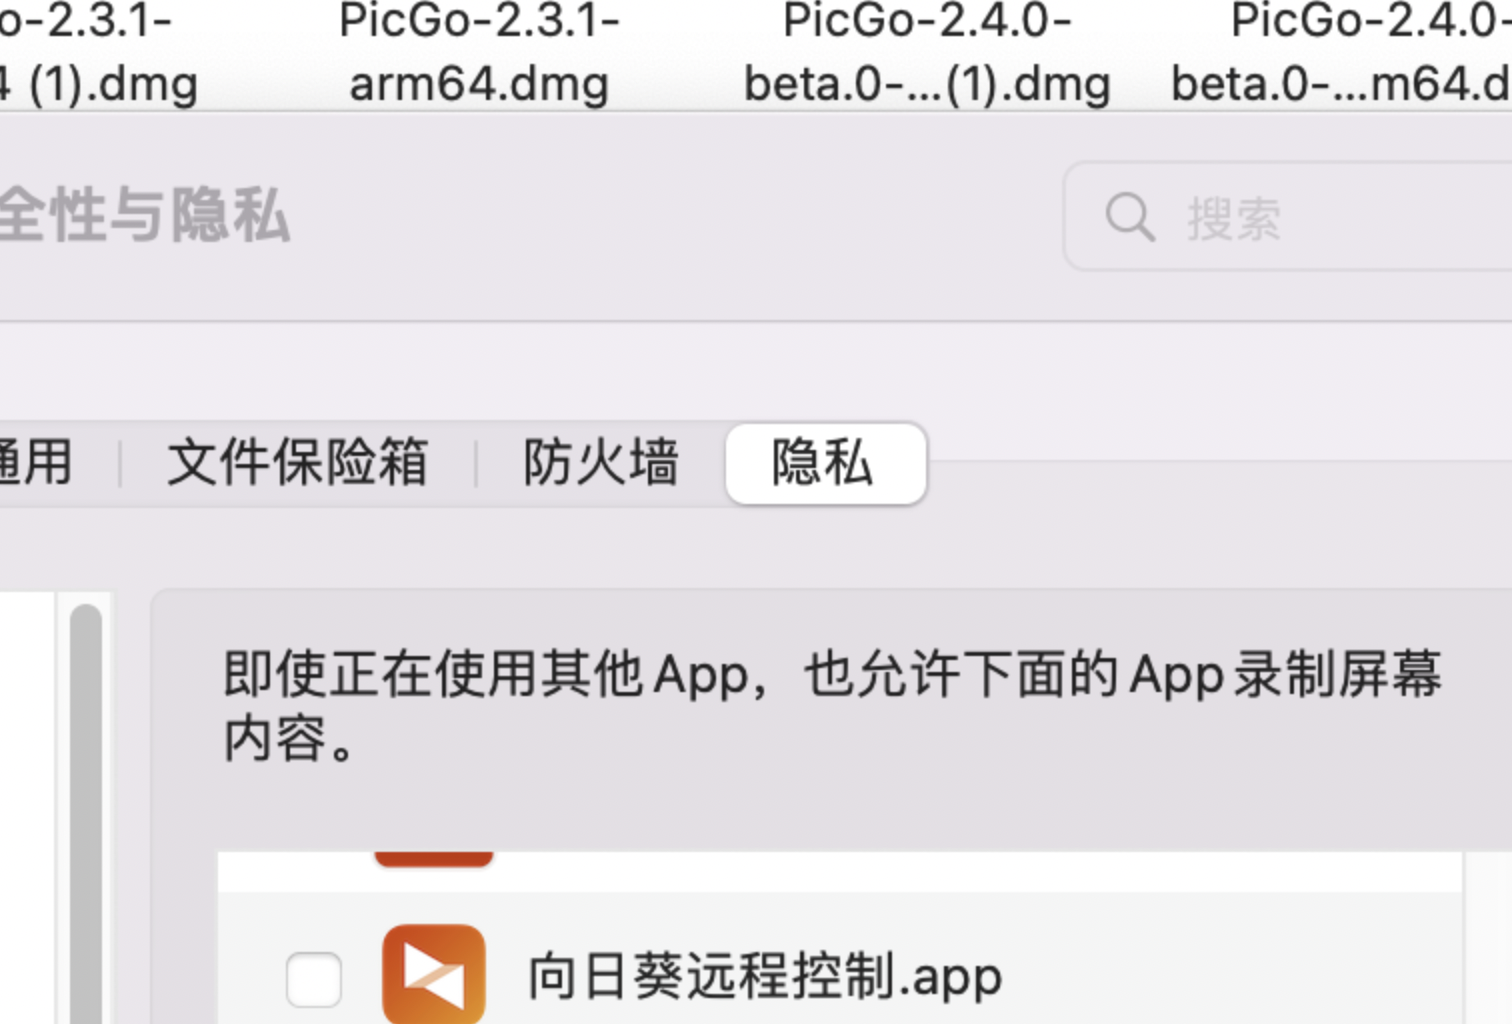 o-2.3.1- PicGo-2.3.1- PicGo-2.4.0- PicGo-2.4.0-
4 (1).dmg arm64.dmg beta.0-...(1).dmg beta.0-...m64.d
全性与隐私 搜索
通用 文件保险箱 防火墙 隐私
即使正在使用其他 App，也允许下面的 App 录制屏幕
内容。
向日葵远程控制.app